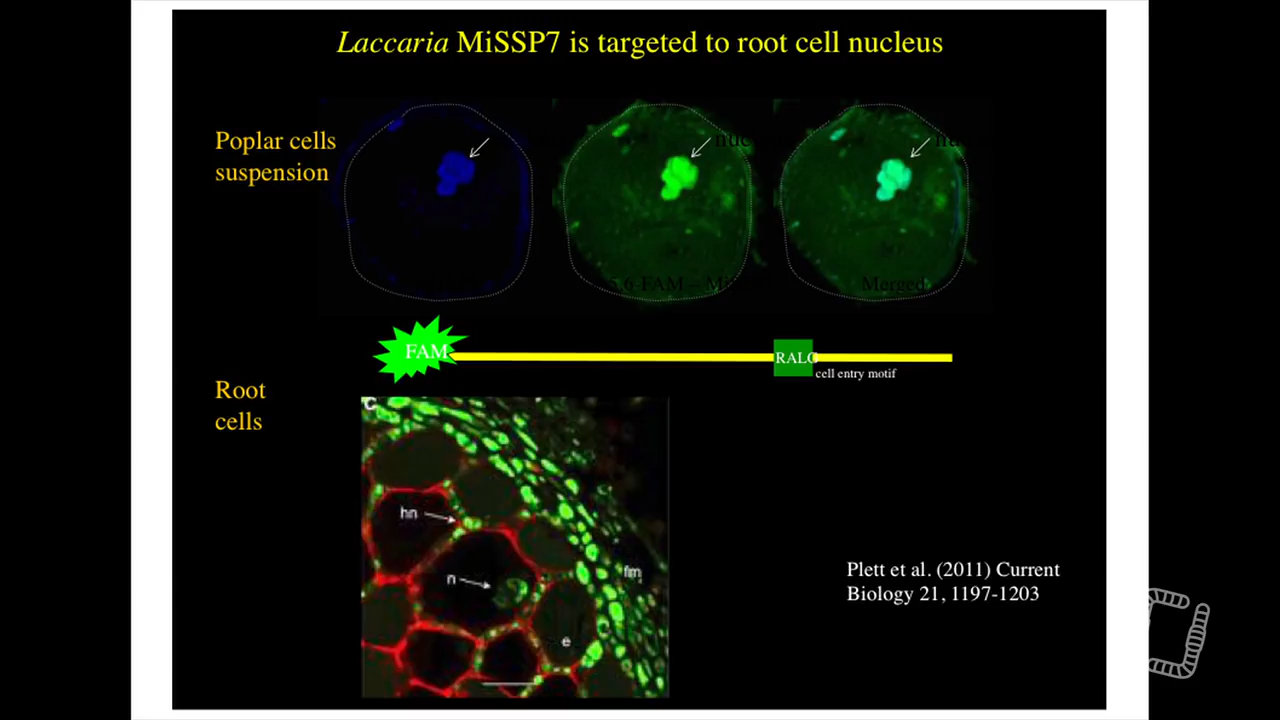 Laccaria MiSSP7 is targeted to root cell nucleus
Poplar cells
suspension
Merged
FAM
cell entry motif
Root
cells
C
hn
n
fm
e
Plett et al. (2011) Current
Biology 21, 1197-1203